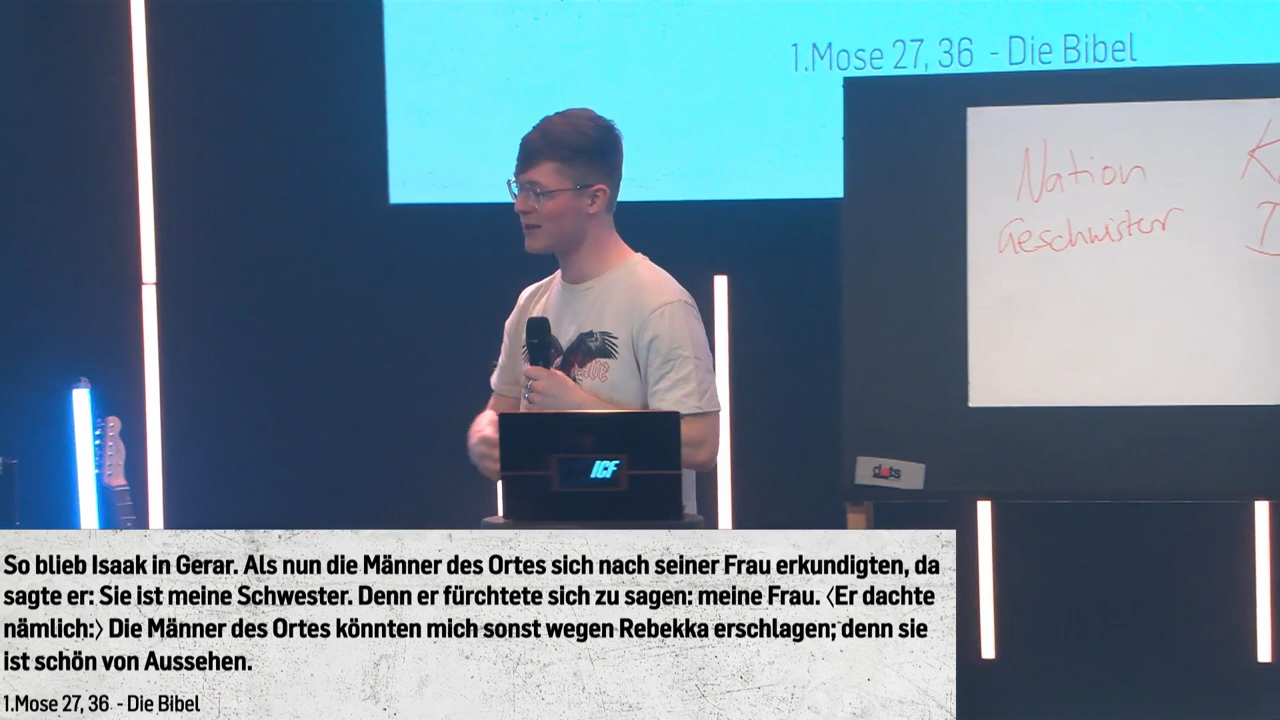 1.Mose 27, 36 - Die Bibel
Nation
Geschwister
ICF
dots
So blieb Isaak in Gerar. Als nun die Männer des Ortes sich nach seiner Frau erkundigten, da
sagte er: Sie ist meine Schwester. Denn er fürchtete sich zu sagen: meine Frau. ⟨Er dachte
nämlich:⟩ Die Männer des Ortes könnten mich sonst wegen Rebekka erschlagen; denn sie
ist schön von Aussehen.
1.Mose 27, 36 - Die Bibel